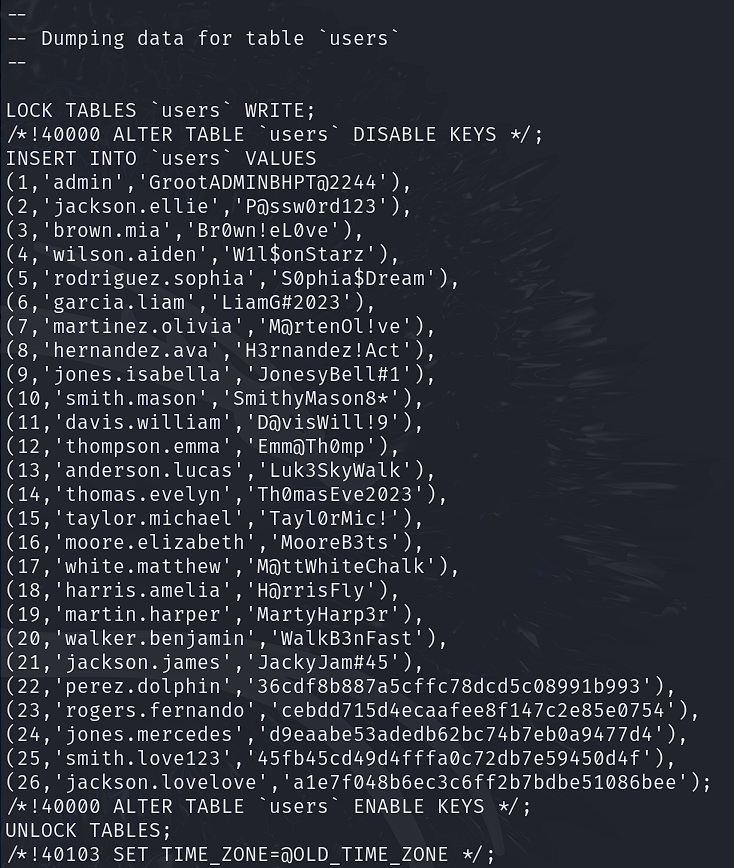 --
-- Dumping data for table `users`
--
LOCK TABLES `users` WRITE;
/*!40000 ALTER TABLE `users` DISABLE KEYS */;
INSERT INTO `users` VALUES
(1,'admin','GrootADMINBHPT@2244'),
(2,'jackson.ellie','P@ssw0rd123'),
(3,'brown.mia','Br0wn!eL0ve'),
(4,'wilson.aiden','W1l$onStarz'),
(5,'rodriguez.sophia','S0phia$Dream'),
(6,'garcia.liam','LiamG#2023'),
(7,'martinez.olivia','M@rtenOl!ve'),
(8,'hernandez.ava','H3rnandez!Act'),
(9,'jones.isabella','JonesyBell#1'),
(10,'smith.mason','SmithyMason8*'),
(11,'davis.william','D@visWill!9'),
(12,'thompson.emma','Emm@Th0mp'),
(13,'anderson.lucas','Luk3SkyWalk'),
(14,'thomas.evelyn','Th0masEve2023'),
(15,'taylor.michael','Tayl0rMic!'),
(16,'moore.elizabeth','MooreB3ts'),
(17,'white.matthew','M@ttWhiteChalk'),
(18,'harris.amelia','H@rrisFly'),
(19,'martin.harper','MartyHarp3r'),
(20,'walker.benjamin','WalkB3nFast'),
(21,'jackson.james','JackyJam#45'),
(22,'perez.dolphin','36cdf8b887a5cffc78dcd5c08991b993'),
(23,'rogers.fernando','cebdd715d4ecaafee8f147c2e85e0754'),
(24,'jones.mercedes','d9eaabe53adedb62bc74b7eb0a9477d4'),
(25,'smith.love123','45fb45cd49d4fffa0c72db7e59450d4f'),
(26,'jackson.lovelove','a1e7f048b6ec3c6ff2b7bdbe51086bee');
/*!40000 ALTER TABLE `users` ENABLE KEYS */;
UNLOCK TABLES;
/*!40103 SET TIME_ZONE=@OLD_TIME_ZONE */;